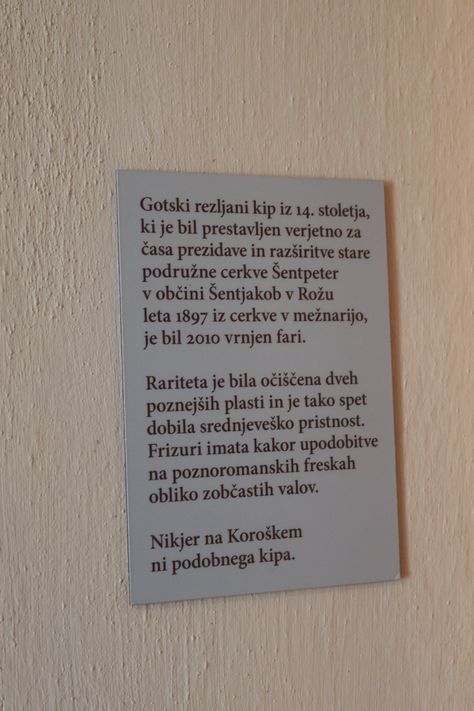 Gotski rezljani kip iz 14. stoletja,
ki je bil prestavljen verjetno za
časa prezidave in razširitve stare
podružne cerkve Šentpeter
v občini Šentjakob v Rožu
leta 1897 iz cerkve v mežnarijo,
je bil 2010 vrnjen fari.
Rariteta je bila očiščena dveh
poznejših plasti in je tako spet
dobila srednjeveško pristnost.
Frizuri imata kakor upodobitve
na poznoromanskih freskah
obliko zobčastih valov.
Nikjer na Koroškem
ni podobnega kipa.